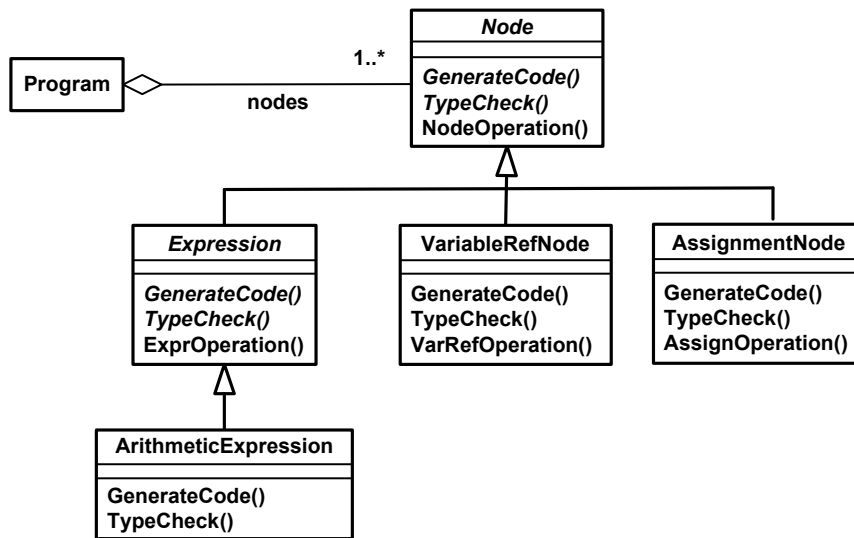 Node
1..*
Program
nodes
GenerateCode()
TypeCheck()
NodeOperation()
Expression
GenerateCode()
TypeCheck()
ExprOperation()
VariableRefNode
GenerateCode()
TypeCheck()
VarRefOperation()
AssignmentNode
GenerateCode()
TypeCheck()
AssignOperation()
ArithmeticExpression
GenerateCode()
TypeCheck()